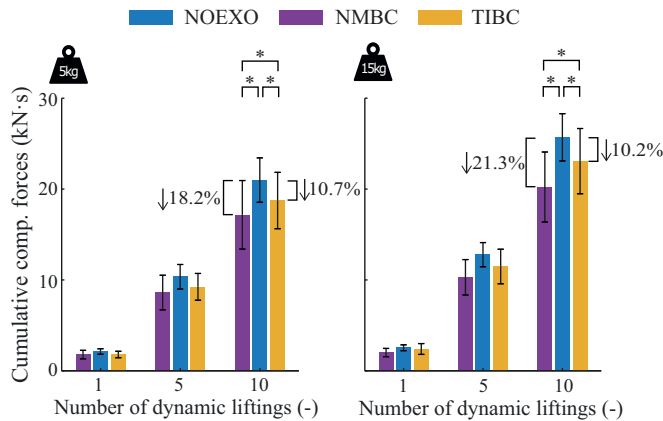 NOEXO NMBC TIBC
5kg 15kg
Cumulative comp. forces (kN·s)
30
20
10
0
*
* *
↓18.2% ↓10.7%
1 5 10
Number of dynamic liftings (-)
*
* *
↓21.3% ↓10.2%
1 5 10
Number of dynamic liftings (-)